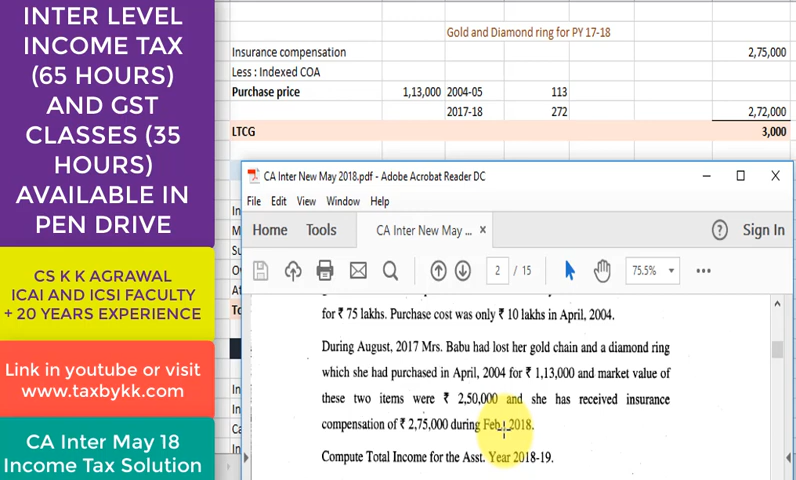 INTER LEVEL
INCOME TAX
(65 HOURS)
AND GST
CLASSES (35
HOURS)
AVAILABLE IN
PEN DRIVE
CS K K AGRAWAL
ICAI AND ICSI FACULTY
+ 20 YEARS EXPERIENCE
Link in youtube or visit
www.taxbykk.com
CA Inter May 18
Income Tax Solution
Gold and Diamond ring for PY 17-18
Insurance compensation 2,75,000
Less : Indexed COA
Purchase price 1,13,000 2004-05 113
2017-18 272 2,72,000
LTCG 3,000
CA Inter New May 2018.pdf - Adobe Acrobat Reader DC
File Edit View Window Help
Home Tools CA Inter New May ... × ? Sign In
2 / 15 75.5%
for ₹ 75 lakhs. Purchase cost was only ₹ 10 lakhs in April, 2004.
During August, 2017 Mrs. Babu had lost her gold chain and a diamond ring
which she had purchased in April, 2004 for ₹ 1,13,000 and market value of
these two items were ₹ 2,50,000 and she has received insurance
compensation of ₹ 2,75,000 during Feb. 2018.
Compute Total Income for the Asst. Year 2018-19.